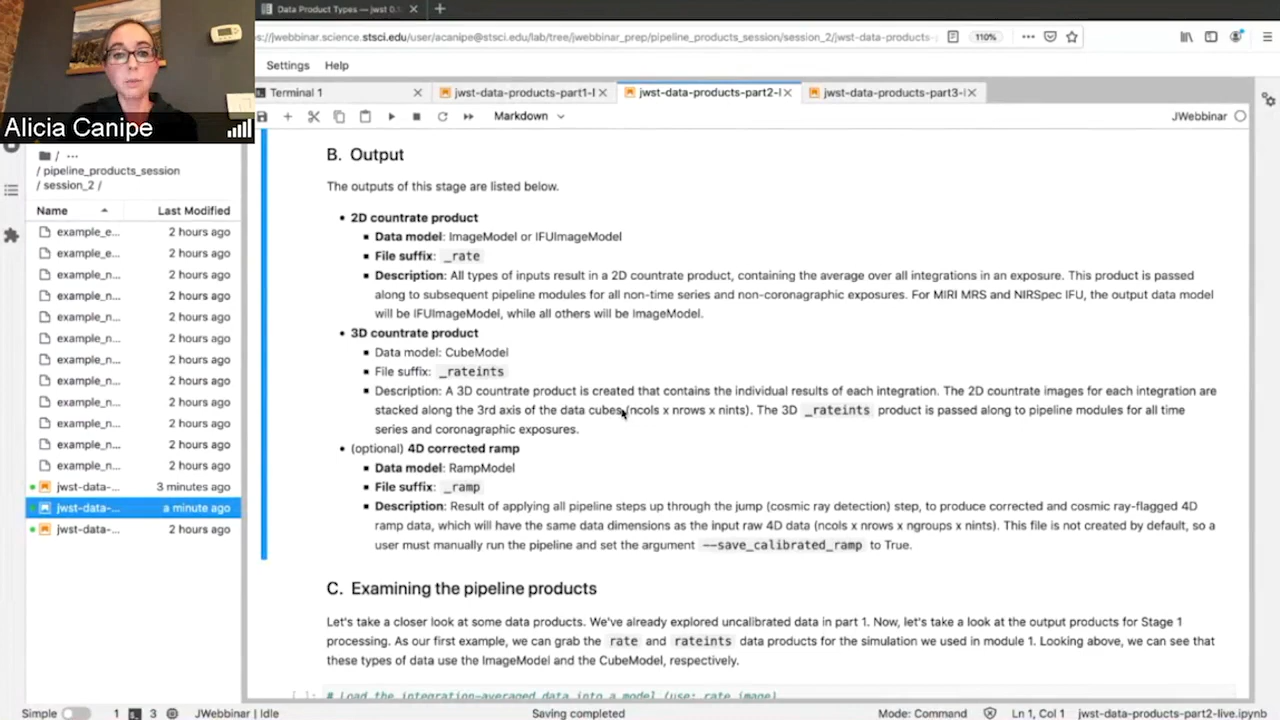 Data Product Types — jwst 0.
s://jwebbinar.science.stsci.edu/user/acanipe@stsci.edu/lab/tree/jwebbinar_prep/pipeline_products_session/session_2/jwst-data-products-
110%
Settings Help
Terminal 1
jwst-data-products-part1-l
jwst-data-products-part2-l
jwst-data-products-part3-l
Markdown
JWebbinar
Alicia Canipe
/ ...
/ pipeline_products_session
/ session_2 /
Name Last Modified
example_e... 2 hours ago
example_e... 2 hours ago
example_n... 2 hours ago
example_n... 2 hours ago
example_n... 2 hours ago
example_n... 2 hours ago
example_n... 2 hours ago
example_n... 2 hours ago
example_n... 2 hours ago
example_n... 2 hours ago
example_n... 2 hours ago
example_n... 2 hours ago
jwst-data-... 3 minutes ago
jwst-data-... a minute ago
jwst-data-... 2 hours ago
B. Output
The outputs of this stage are listed below.
• 2D countrate product
▪ Data model: ImageModel or IFUImageModel
▪ File suffix: _rate
▪ Description: All types of inputs result in a 2D countrate product, containing the average over all integrations in an exposure. This product is passed
along to subsequent pipeline modules for all non-time series and non-coronagraphic exposures. For MIRI MRS and NIRSpec IFU, the output data model
will be IFUImageModel, while all others will be ImageModel.
• 3D countrate product
▪ Data model: CubeModel
▪ File suffix: _rateints
▪ Description: A 3D countrate product is created that contains the individual results of each integration. The 2D countrate images for each integration are
stacked along the 3rd axis of the data cubes (ncols x nrows x nints). The 3D _rateints product is passed along to pipeline modules for all time
series and coronagraphic exposures.
• (optional) 4D corrected ramp
▪ Data model: RampModel
▪ File suffix: _ramp
▪ Description: Result of applying all pipeline steps up through the jump (cosmic ray detection) step, to produce corrected and cosmic ray-flagged 4D
ramp data, which will have the same data dimensions as the input raw 4D data (ncols x nrows x ngroups x nints). This file is not created by default, so a
user must manually run the pipeline and set the argument --save_calibrated_ramp to True.
C. Examining the pipeline products
Let's take a closer look at some data products. We've already explored uncalibrated data in part 1. Now, let's take a look at the output products for Stage 1
processing. As our first example, we can grab the rate and rateints data products for the simulation we used in module 1. Looking above, we can see that
these types of data use the ImageModel and the CubeModel, respectively.
[ ]: # Load the integration-averaged data into a model (use: rate_image)
Simple 1 3 JWebbinar | Idle Saving completed Mode: Command Ln 1, Col 1 jwst-data-products-part2-live.ipynb